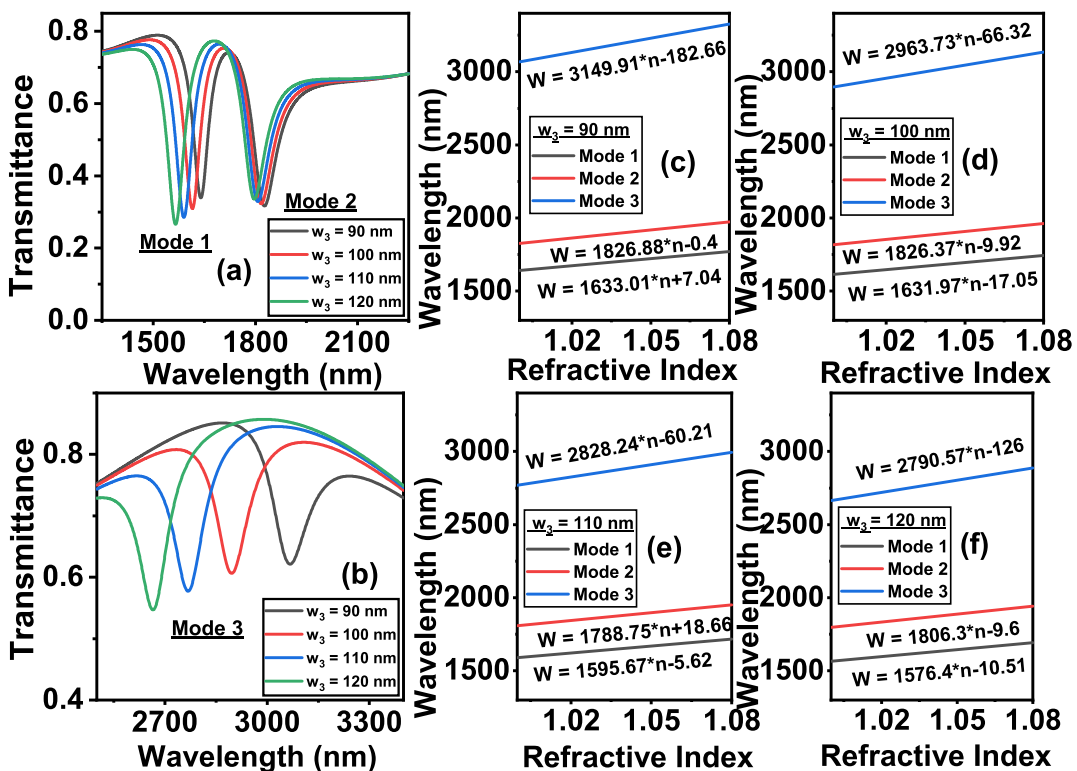 0.8
0.6
0.4
0.2
0.0
Transmittance
Mode 1
Mode 2
(a)
w3 = 90 nm
w3 = 100 nm
w3 = 110 nm
w3 = 120 nm
1500 1800 2100
Wavelength (nm)
3000
2500
2000
1500
Wavelength (nm)
W = 3149.91*n-182.66
w3 = 90 nm
Mode 1
Mode 2
Mode 3
(c)
W = 1826.88*n-0.4
W = 1633.01*n+7.04
1.02 1.05 1.08
Refractive Index
3000
2500
2000
1500
Wavelength (nm)
W = 2963.73*n-66.32
w3 = 100 nm
Mode 1
Mode 2
Mode 3
(d)
W = 1826.37*n-9.92
W = 1631.97*n-17.05
1.02 1.05 1.08
Refractive Index
0.8
0.6
0.4
Transmittance
(b)
Mode 3
w3 = 90 nm
w3 = 100 nm
w3 = 110 nm
w3 = 120 nm
2700 3000 3300
Wavelength (nm)
3000
2500
2000
1500
Wavelength (nm)
W = 2828.24*n-60.21
w3 = 110 nm
Mode 1
Mode 2
Mode 3
(e)
W = 1788.75*n+18.66
W = 1595.67*n-5.62
1.02 1.05 1.08
Refractive Index
3000
2500
2000
1500
Wavelength (nm)
W = 2790.57*n-126
w3 = 120 nm
Mode 1
Mode 2
Mode 3
(f)
W = 1806.3*n-9.6
W = 1576.4*n-10.51
1.02 1.05 1.08
Refractive Index